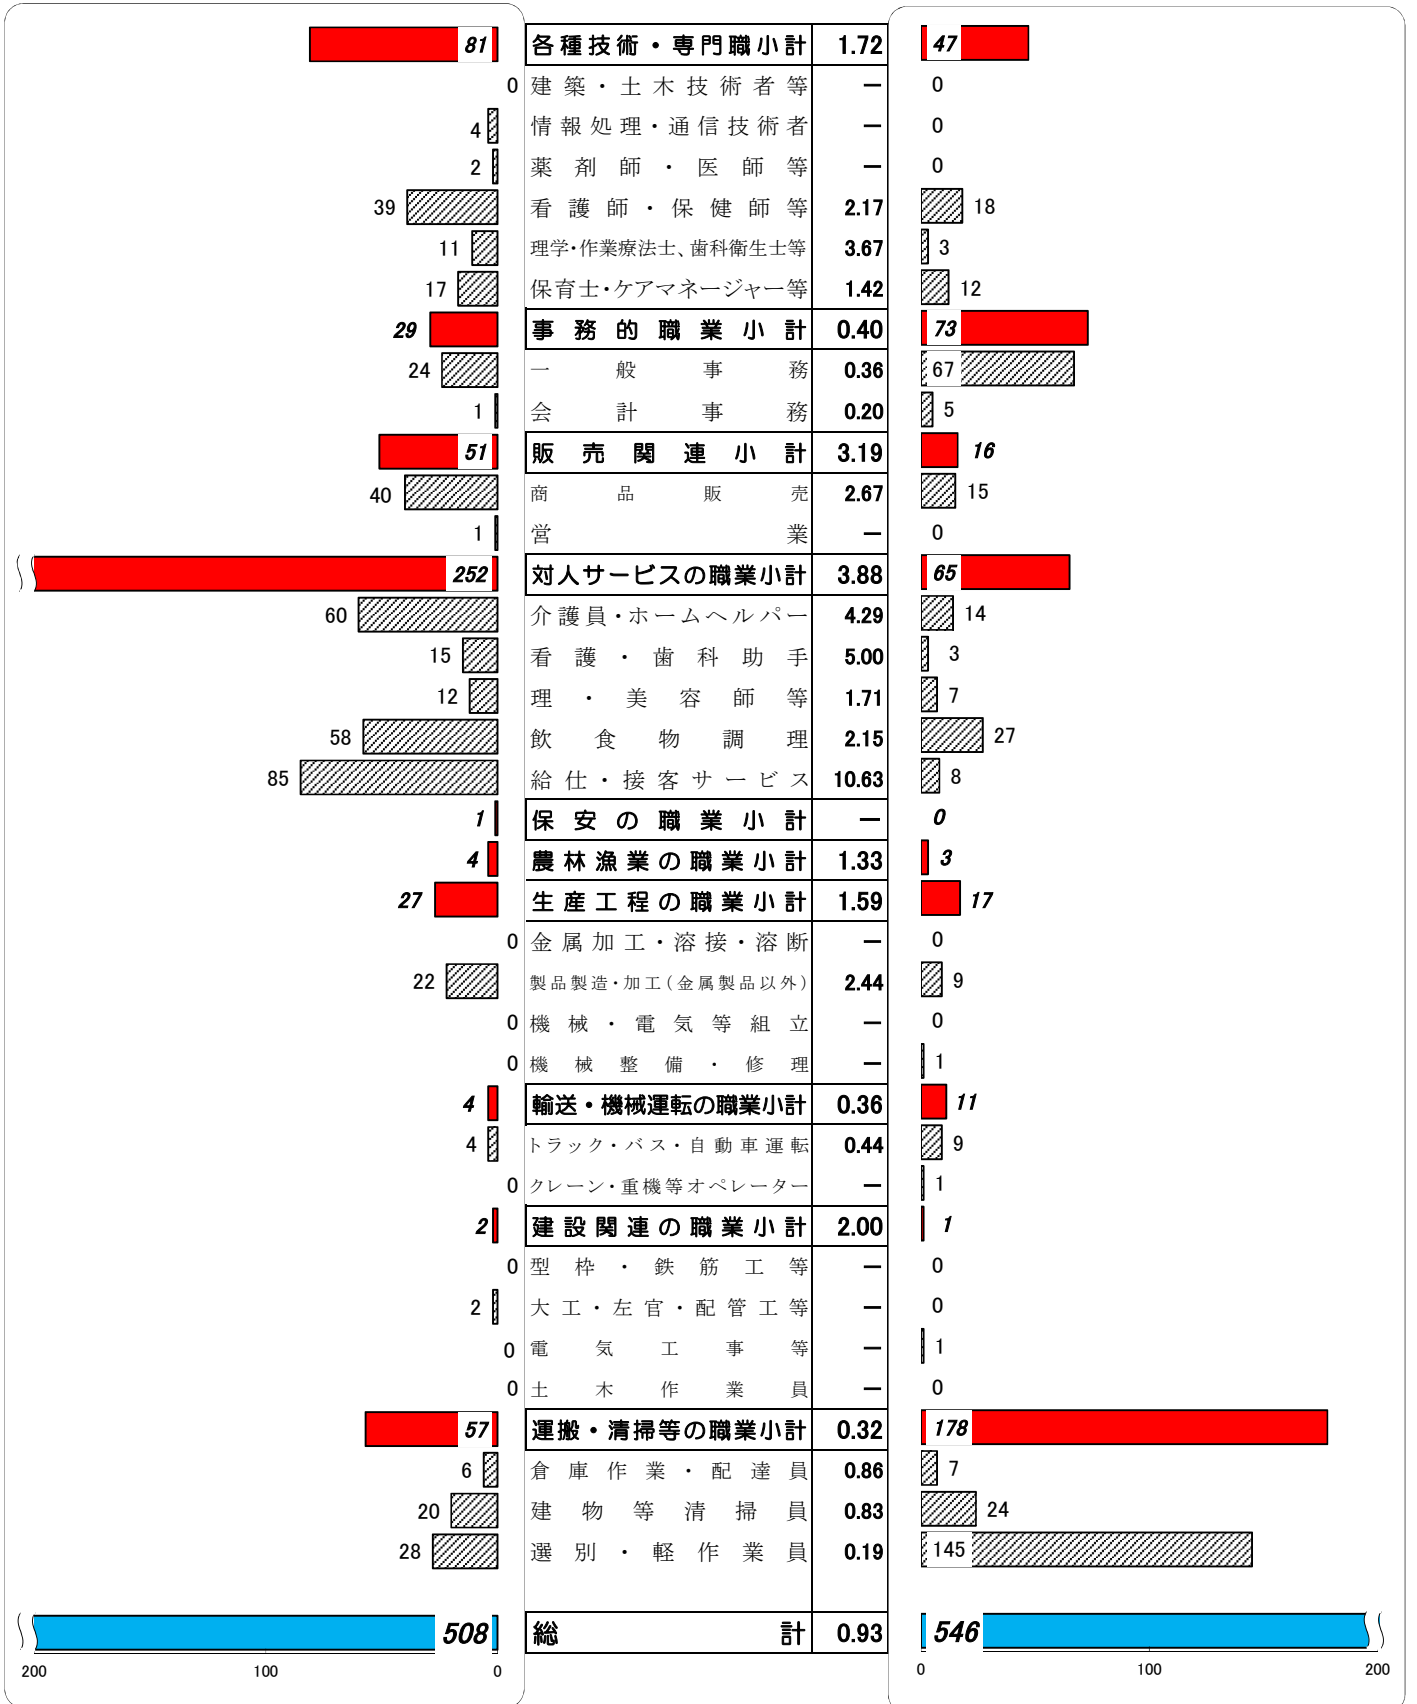 81 各種技術・専門職小計 1.72 47
0 建築・土木技術者等 ー 0
4 情報処理・通信技術者 ー 0
2 薬剤師・医師等 ー 0
39 看護師・保健師等 2.17 18
11 理学・作業療法士、歯科衛生士等 3.67 3
17 保育士・ケアマネージャー等 1.42 12
29 事務的職業小計 0.40 73
24 一般事務 0.36 67
1 会計事務 0.20 5
51 販売関連小計 3.19 16
40 商品販売 2.67 15
1 営業 ー 0
252 対人サービスの職業小計 3.88 65
60 介護員・ホームヘルパー 4.29 14
15 看護・歯科助手 5.00 3
12 理・美容師等 1.71 7
58 飲食物調理 2.15 27
85 給仕・接客サービス 10.63 8
1 保安の職業小計 ー 0
4 農林漁業の職業小計 1.33 3
27 生産工程の職業小計 1.59 17
0 金属加工・溶接・溶断 ー 0
22 製品製造・加工(金属製品以外) 2.44 9
0 機械・電気等組立 ー 0
0 機械整備・修理 ー 1
4 輸送・機械運転の職業小計 0.36 11
4 トラック・バス・自動車運転 0.44 9
0 クレーン・重機等オペレーター ー 1
2 建設関連の職業小計 2.00 1
0 型枠・鉄筋工等 ー 0
2 大工・左官・配管工等 ー 0
0 電気工事等 ー 1
0 土木作業員 ー 0
57 運搬・清掃等の職業小計 0.32 178
6 倉庫作業・配達員 0.86 7
20 建物等清掃員 0.83 24
28 選別・軽作業員 0.19 145
508 総計 0.93 546
200 100 0 0 100 200